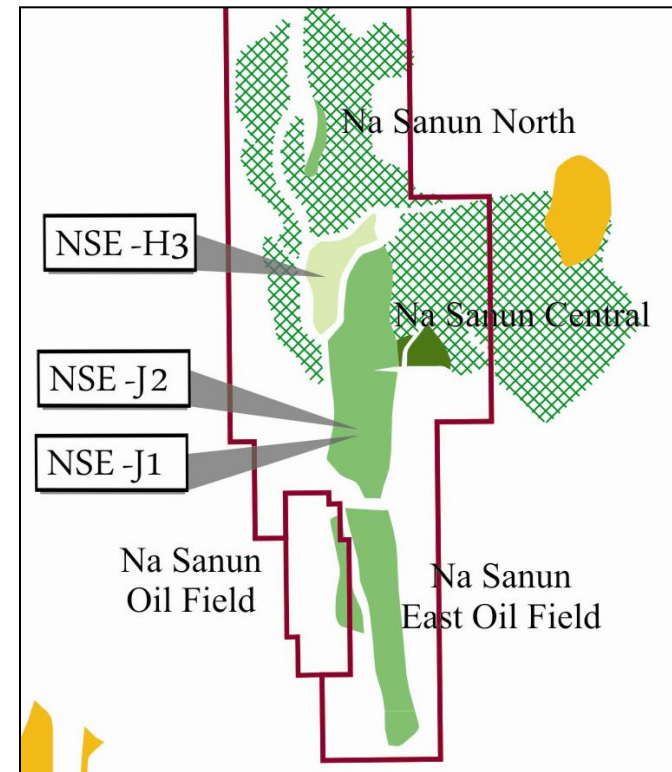 Na Sanun North
NSE -H3
Na Sanun Central
NSE -J2
NSE -J1
Na Sanun
Oil Field
Na Sanun
East Oil Field